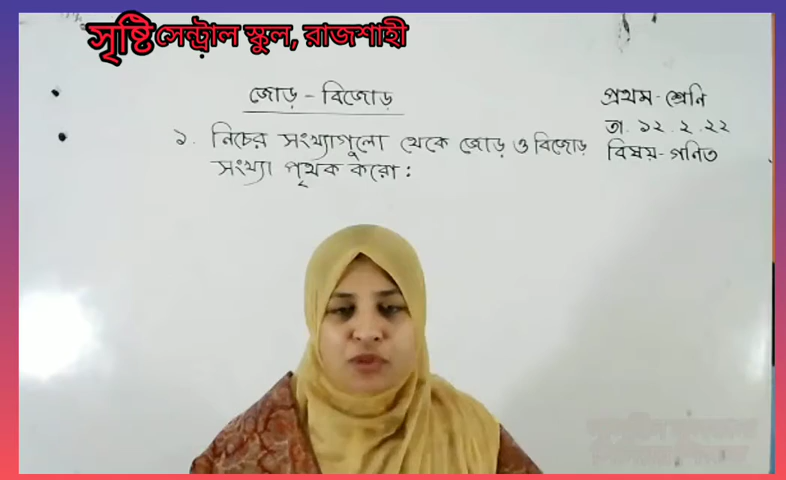 সৃষ্টি সেন্ট্রাল স্কুল, রাজশাহী
জোড় - বিজোড়
প্রথম - শ্রেনি
তা. ১২. ২. ২২
বিষয় - গনিত
১. নিচের সংখ্যাগুলো থেকে জোড় ও বিজোড়
সংখ্যা পৃথক করো :